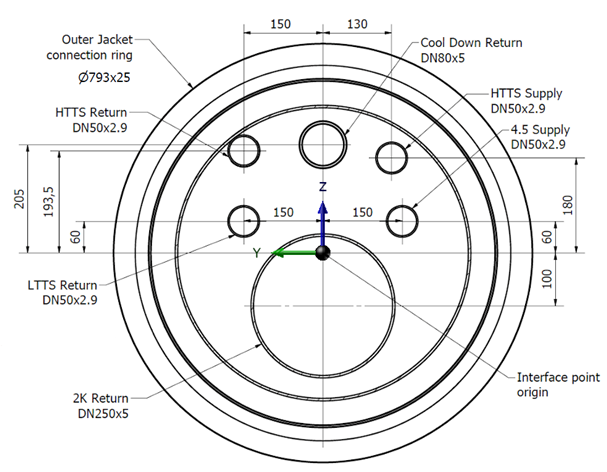 150
130
Outer Jacket
connection ring
Ø793x25
Cool Down Return
DN80x5
HTTS Return
DN50x2.9
HTTS Supply
DN50x2.9
4.5 Supply
DN50x2.9
205
193,5
60
Z
150
150
Y
60
180
100
LTTS Return
DN50x2.9
2K Return
DN250x5
Interface point
origin